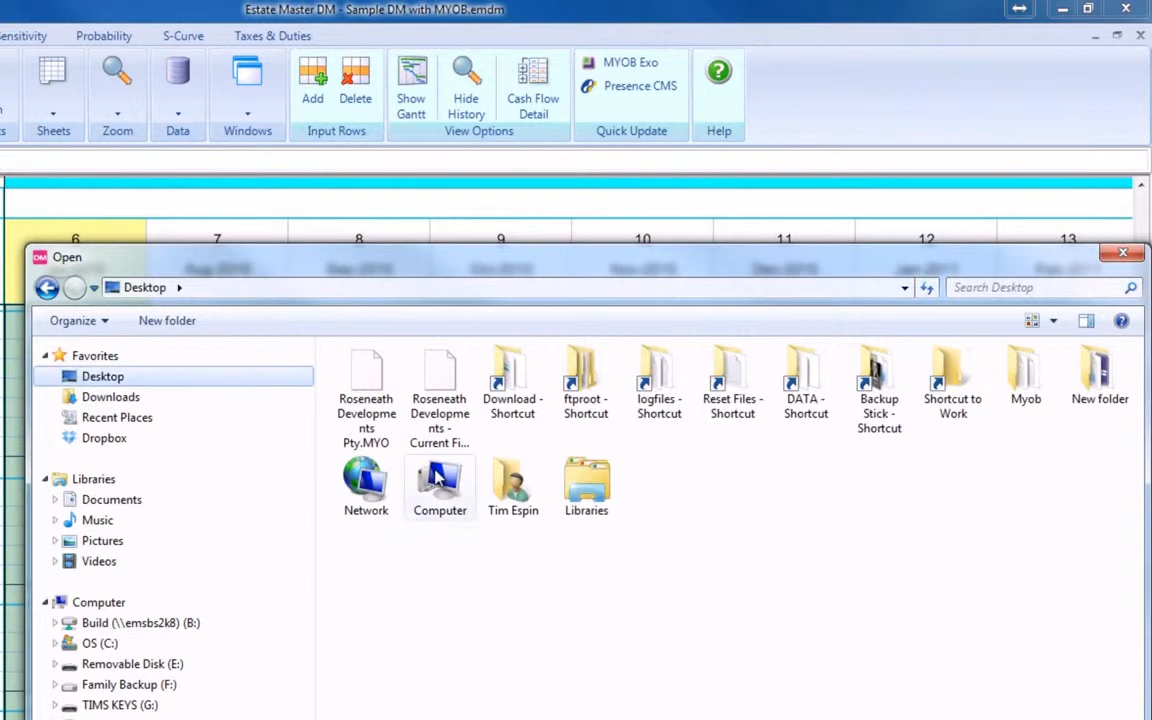 Estate Master DM - Sample DM with MYOB.emdm
ensitivity Probability S-Curve Taxes & Duties
MYOB Exo
Presence CMS
Add Delete Show Gantt Hide History Cash Flow Detail
Sheets Zoom Data Windows Input Rows View Options Quick Update Help
6 7 8 9 10 11 12 13
DM Open
Desktop
Search Desktop
Organize New folder
Favorites
Desktop
Downloads
Recent Places
Dropbox
Libraries
Documents
Music
Pictures
Videos
Computer
Build (\\emsbs2k8) (B:)
OS (C:)
Removable Disk (E:)
Family Backup (F:)
TIMS KEYS (G:)
Roseneath Developme nts Pty.MYO
Roseneath Developme nts - Current Fi...
Download - Shortcut
ftproot - Shortcut
logfiles - Shortcut
Reset Files - Shortcut
DATA - Shortcut
Backup Stick - Shortcut
Shortcut to Work
Myob
New folder
Network
Computer
Tim Espin
Libraries